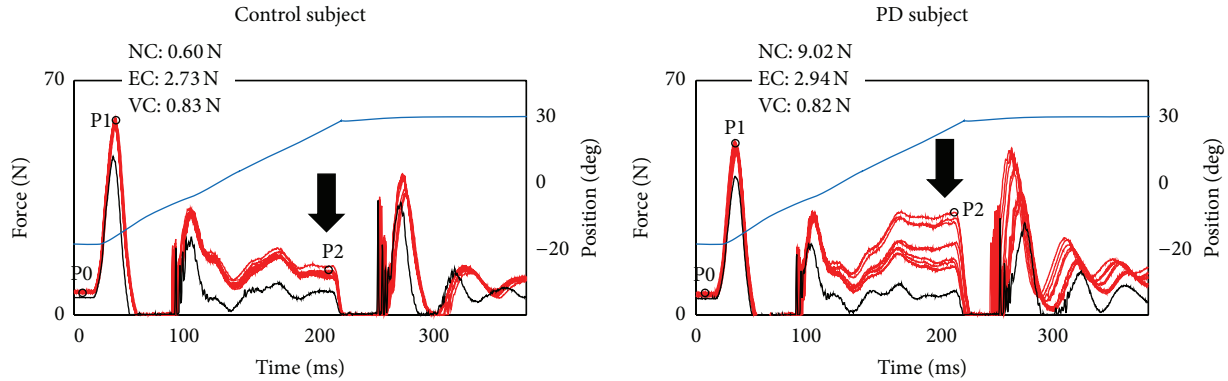 Control subject
NC: 0.60 N
EC: 2.73 N
VC: 0.83 N
70
0
Force (N)
P0
P1
P2
30
0
−20
Position (deg)
0
100
200
300
Time (ms)
PD subject
NC: 9.02 N
EC: 2.94 N
VC: 0.82 N
70
0
Force (N)
P0
P1
P2
30
0
−20
Position (deg)
0
100
200
300
Time (ms)